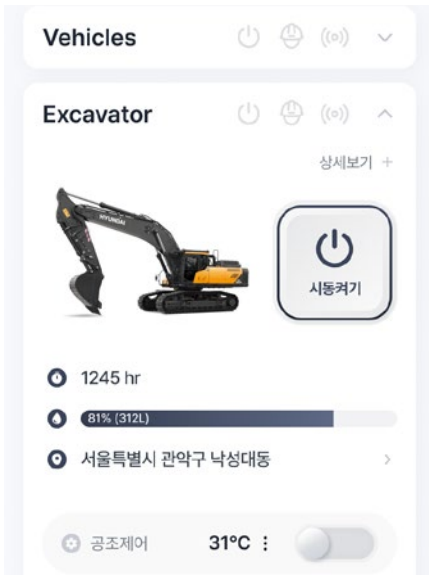 Vehicles
Excavator
상세보기 +
HYUNDAI
시동켜기
1245 hr
81% (312L)
서울특별시 관악구 낙성대동
공조제어 31°C